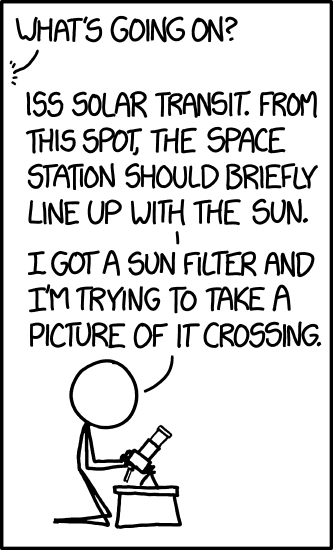 WHAT'S GOING ON?
ISS SOLAR TRANSIT. FROM
THIS SPOT, THE SPACE
STATION SHOULD BRIEFLY
LINE UP WITH THE SUN.
I GOT A SUN FILTER AND
I'M TRYING TO TAKE A
PICTURE OF IT CROSSING.